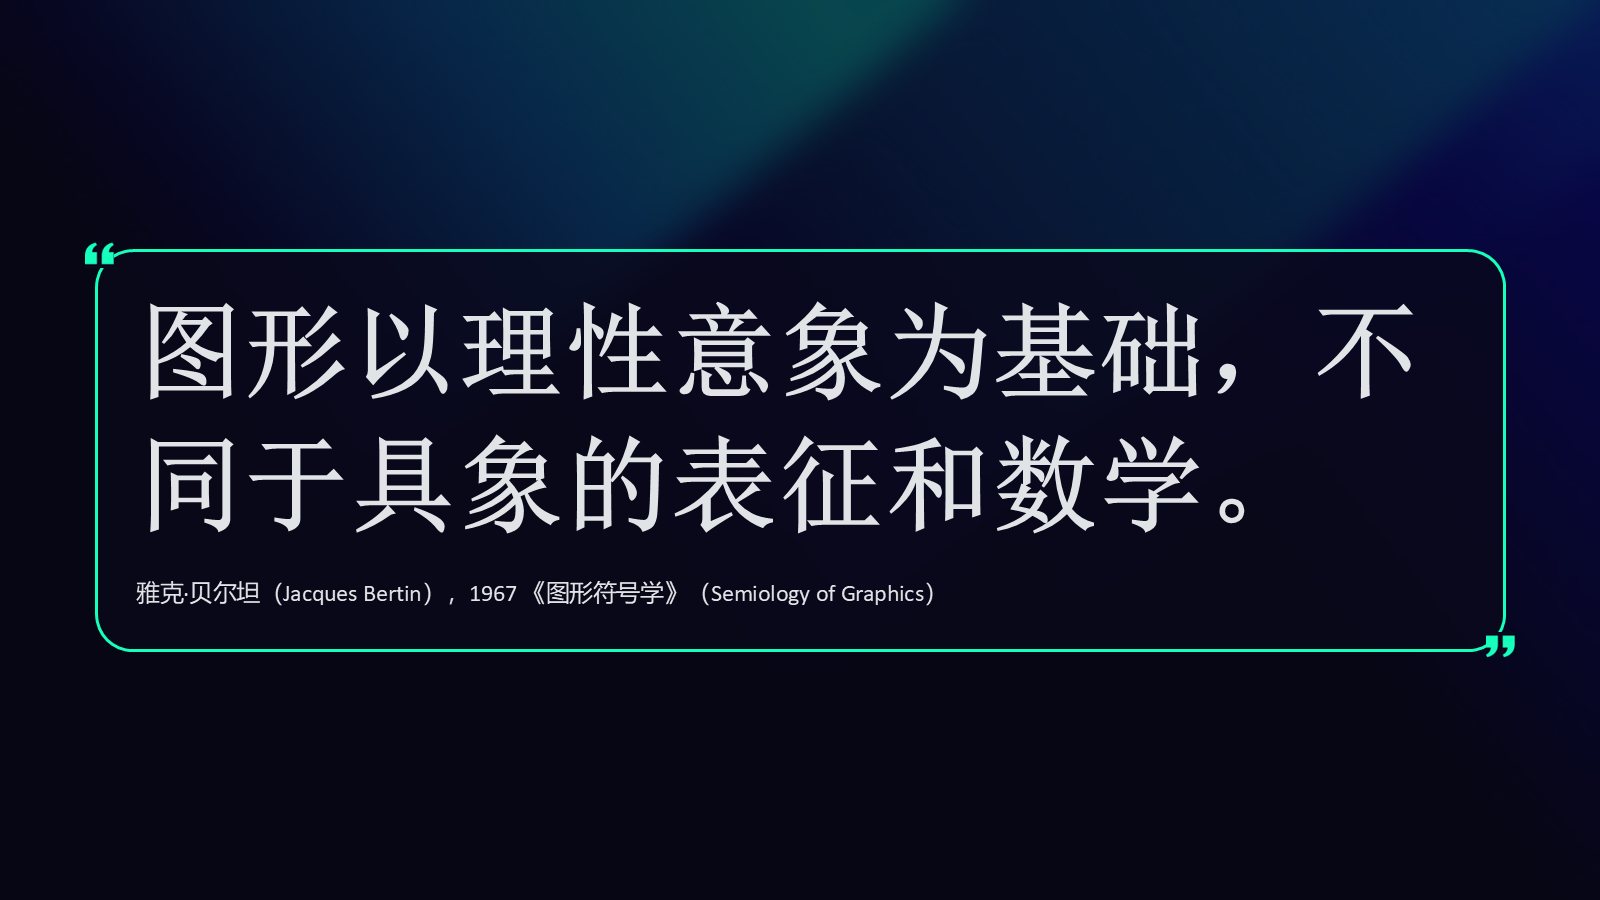 图形以理性意象为基础，不
同于具象的表征和数学。
雅克·贝尔坦（Jacques Bertin），1967《图形符号学》（Semiology of Graphics）